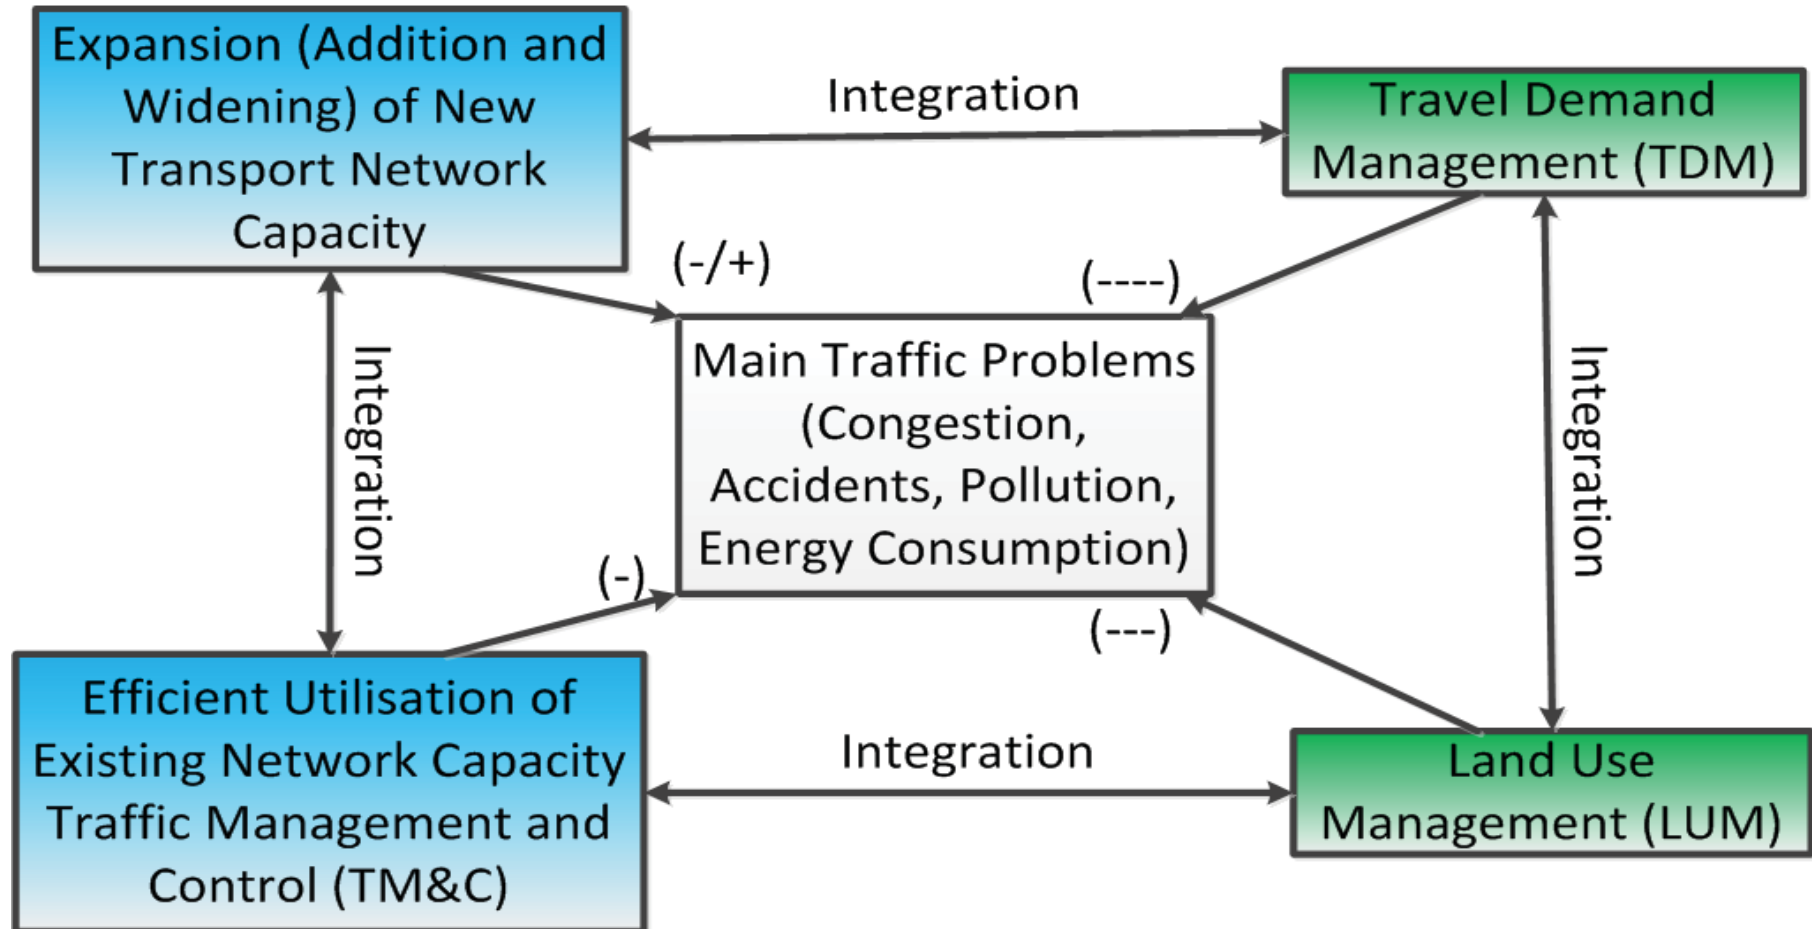 Expansion (Addition and
Widening) of New
Transport Network
Capacity
Integration
Travel Demand
Management (TDM)
(-/+)
(----)
Integration
Main Traffic Problems
(Congestion,
Accidents, Pollution,
Energy Consumption)
Integration
(-)
(---)
Efficient Utilisation of
Existing Network Capacity
Traffic Management and
Control (TM&C)
Integration
Land Use
Management (LUM)